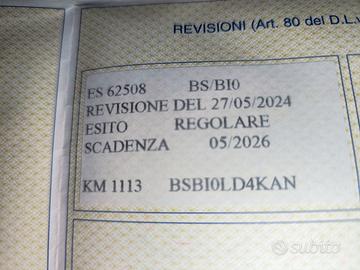 REVISIONI (Art. 80 del D.L.v
ES 62508 BS/BI0
REVISIONE DEL 27/05/2024
ESITO REGOLARE
SCADENZA 05/2026
KM 1113 BSBI0LD4KAN
subito